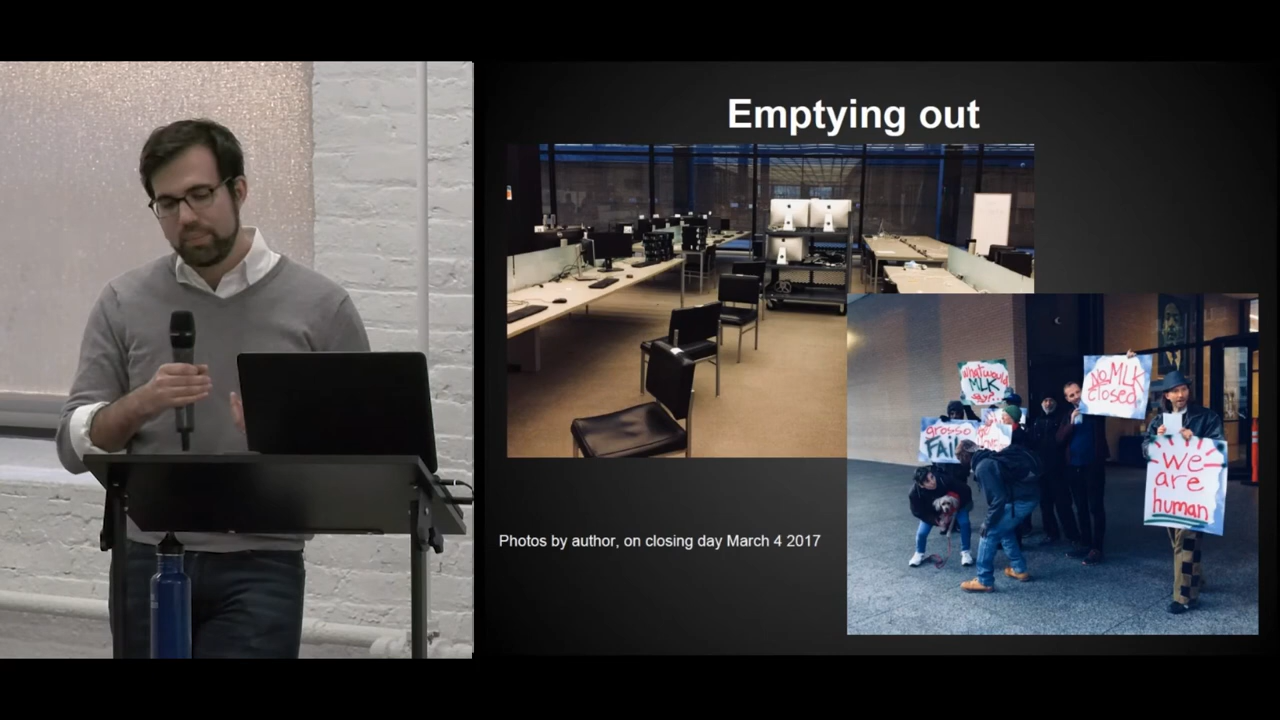 Emptying out
what would
MLK
say?
NO MLK
closed
grosso
FAIL
we
are
human
Photos by author, on closing day March 4 2017